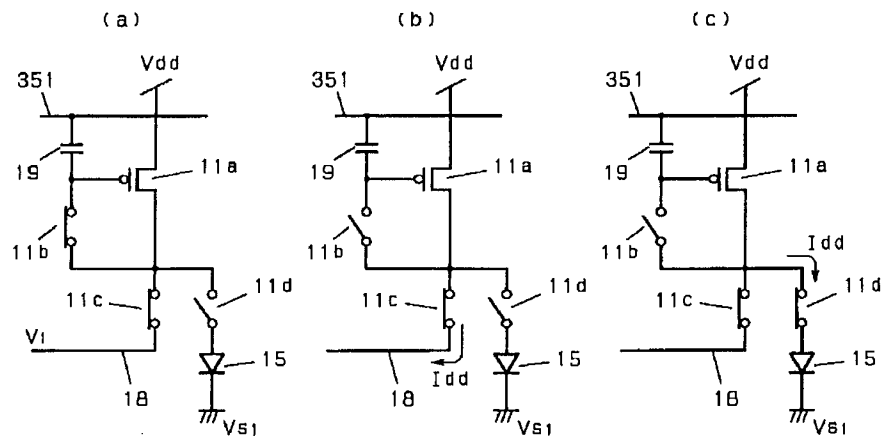 (a) (b) (c)
Vdd Vdd Vdd
351 351 351
19 11a 19 11a 19 11a
11b 11b 11b Idd
11c 11d 11c 11d 11c 11d
V1 15 15 15
18 18 Idd 18
Vs1 Vs1 Vs1